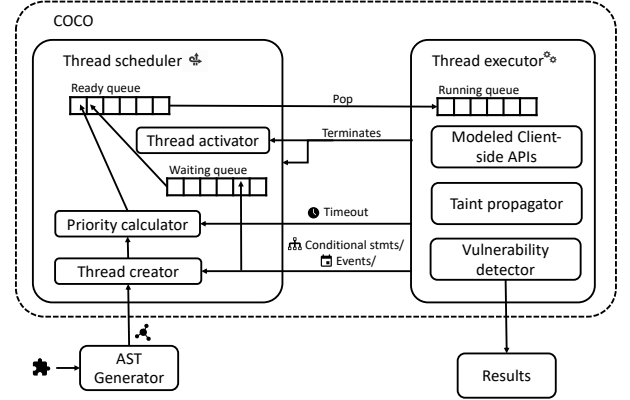 COCO
Thread scheduler
Thread executor
Ready queue
Running queue
Pop
Thread activator
Terminates
Modeled Client-
side APIs
Waiting queue
Taint propagator
Priority calculator
Timeout
Conditional stmts/
Events/
Thread creator
Vulnerability
detector
AST
Generator
Results